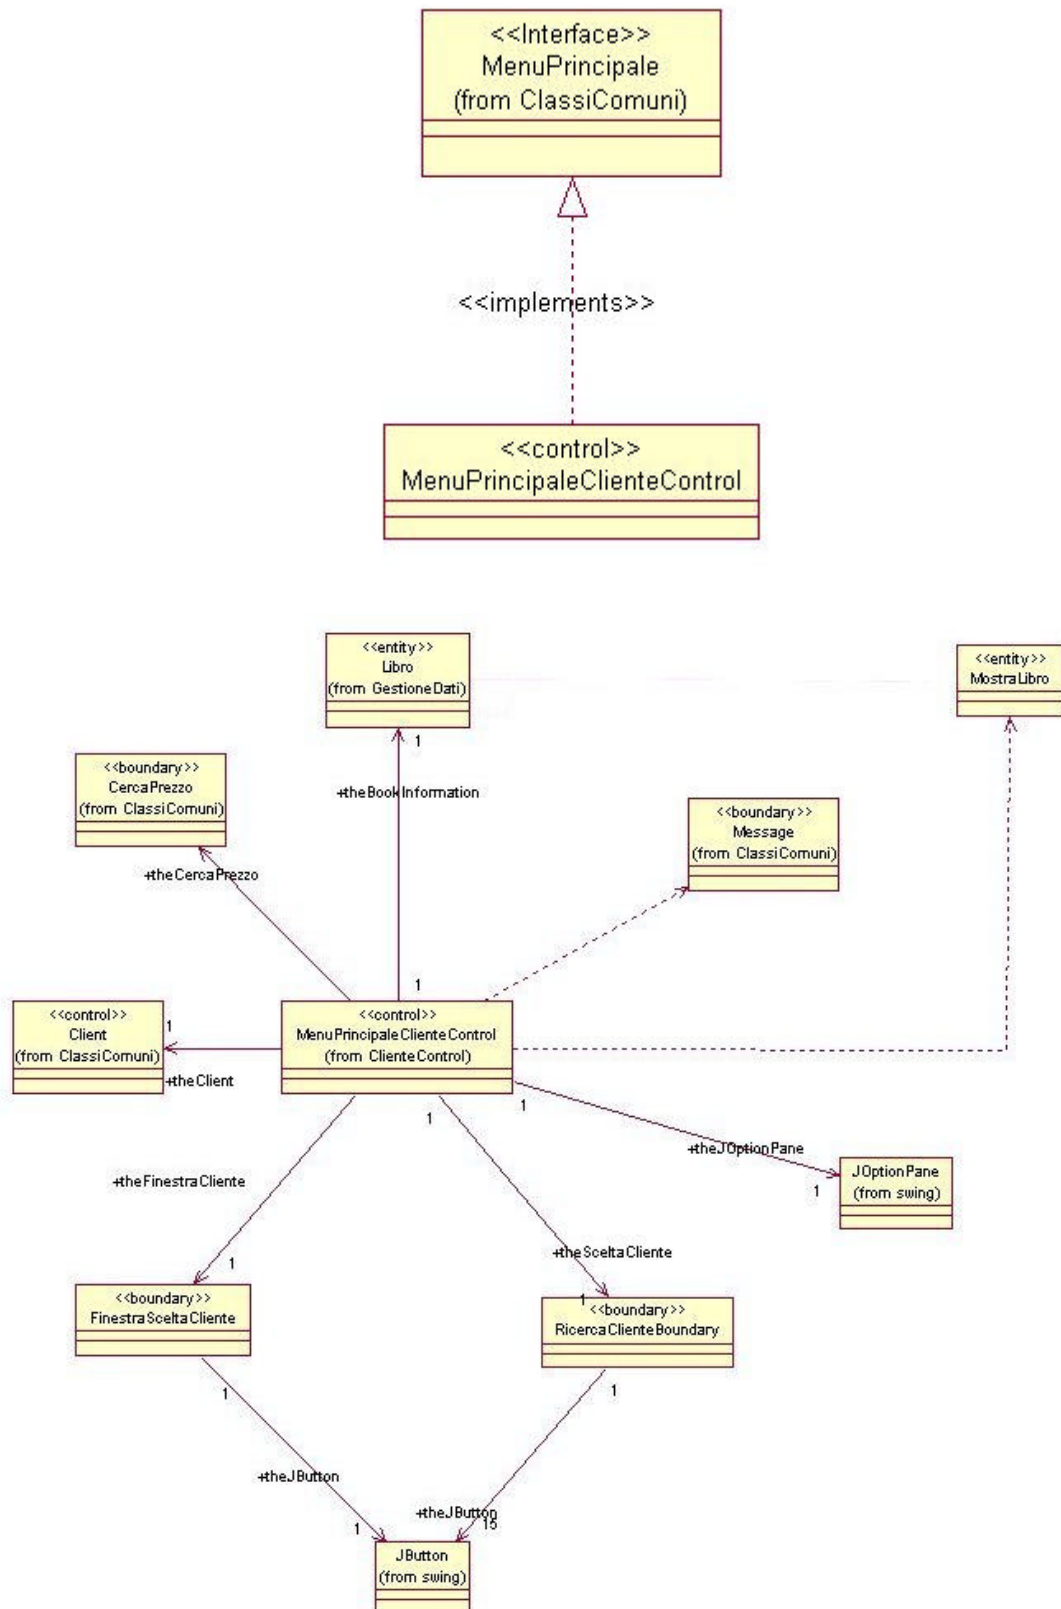 <<Interface>>
MenuPrincipale
(from ClassiComuni)
<<implements>>
<<control>>
MenuPrincipaleClienteControl
<<entity>>
Libro
(from GestioneDati)
<<entity>>
MostraLibro
1
<<boundary>>
CercaPrezzo
(from ClassiComuni)
+theBookInformation
<<boundary>>
Message
(from ClassiComuni)
+theCercaPrezzo
1
<<control>>
Client
(from ClassiComuni)
1
<<control>>
MenuPrincipaleClienteControl
(from ClienteControl)
+theClient
1
1
+theJOptionPane
JOptionPane
(from swing)
1
+theFinestraCliente
+theSceltaCliente
1
1
<<boundary>>
FinestraSceltaCliente
<<boundary>>
RicercaClienteBoundary
1
1
+theJButton
+theJButton
1
15
JButton
(from swing)